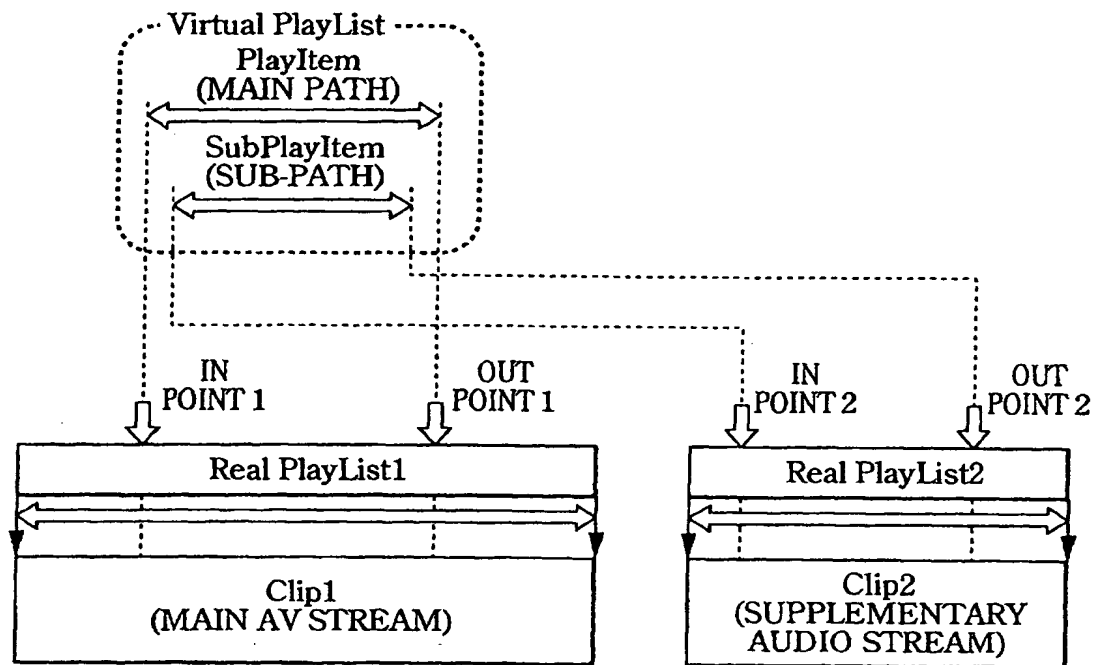 Virtual PlayList
PlayItem
(MAIN PATH)
SubPlayItem
(SUB-PATH)
IN
POINT 1
OUT
POINT 1
IN
POINT 2
OUT
POINT 2
Real PlayList1
Real PlayList2
Clip1
(MAIN AV STREAM)
Clip2
(SUPPLEMENTARY
AUDIO STREAM)